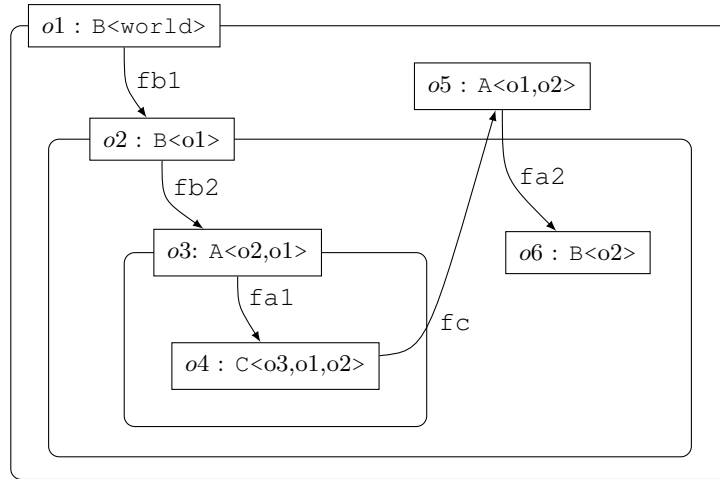 o1 : B<world>
fb1
o5 : A<o1,o2>
o2 : B<o1>
fb2
fa2
o3: A<o2,o1>
o6 : B<o2>
fa1
fc
o4 : C<o3,o1,o2>